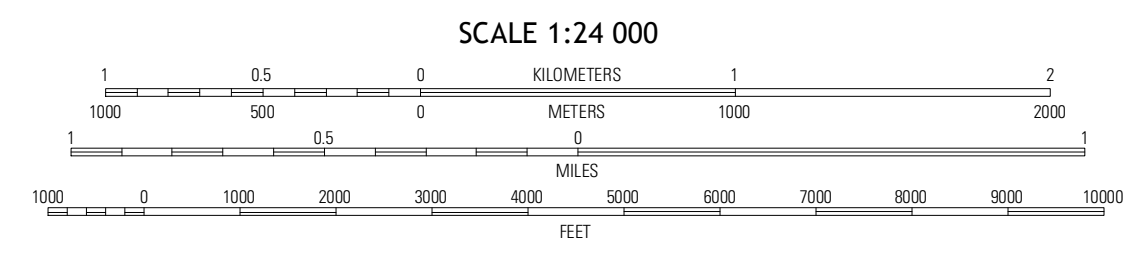 SCALE 1:24 000
1 0.5 0 KILOMETERS 1 2
1000 500 0 METERS 1000 2000
1 0.5 0 1
MILES
1000 0 1000 2000 3000 4000 5000 6000 7000 8000 9000 10000
FEET